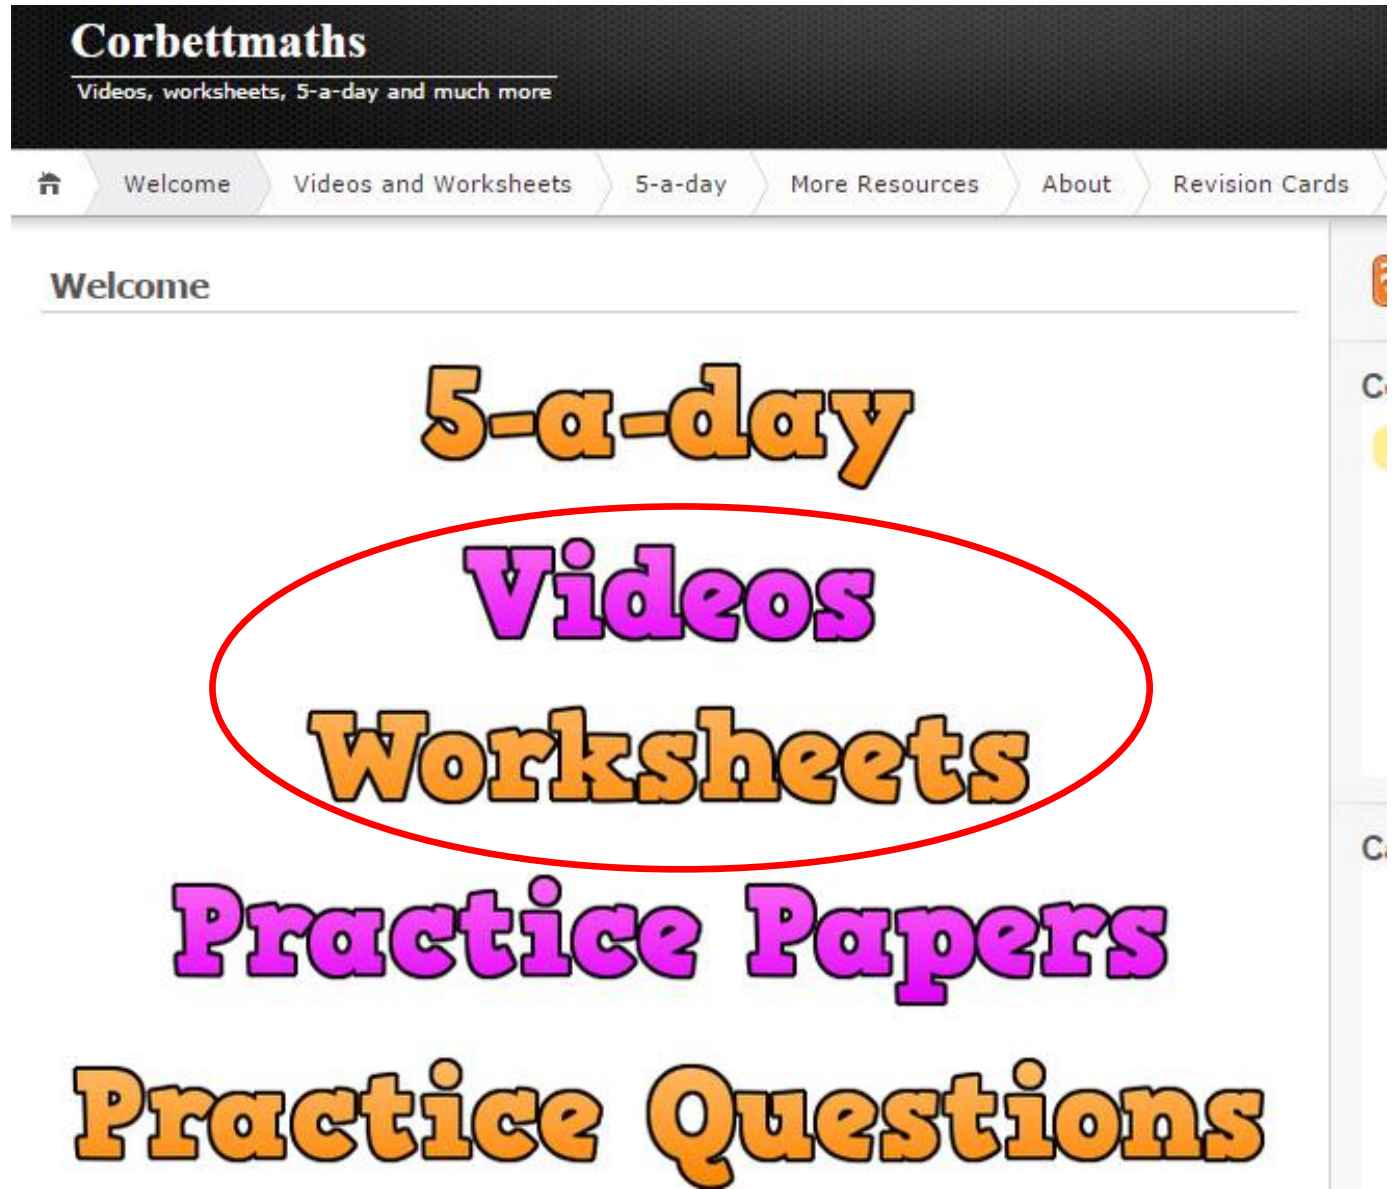 Corbettmaths
Videos, worksheets, 5-a-day and much more
Welcome Videos and Worksheets 5-a-day More Resources About Revision Cards
Welcome
5-a-day
Videos
Worksheets
Practice Papers
Practice Questions